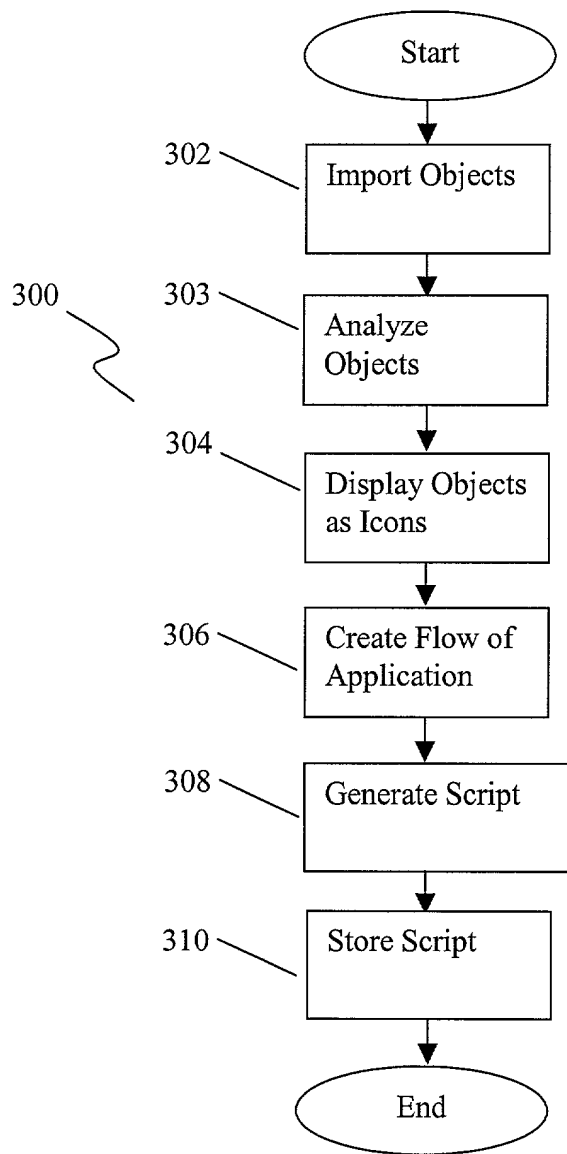 Start
302
Import Objects
300
303
Analyze
Objects
304
Display Objects
as Icons
306
Create Flow of
Application
308
Generate Script
310
Store Script
End